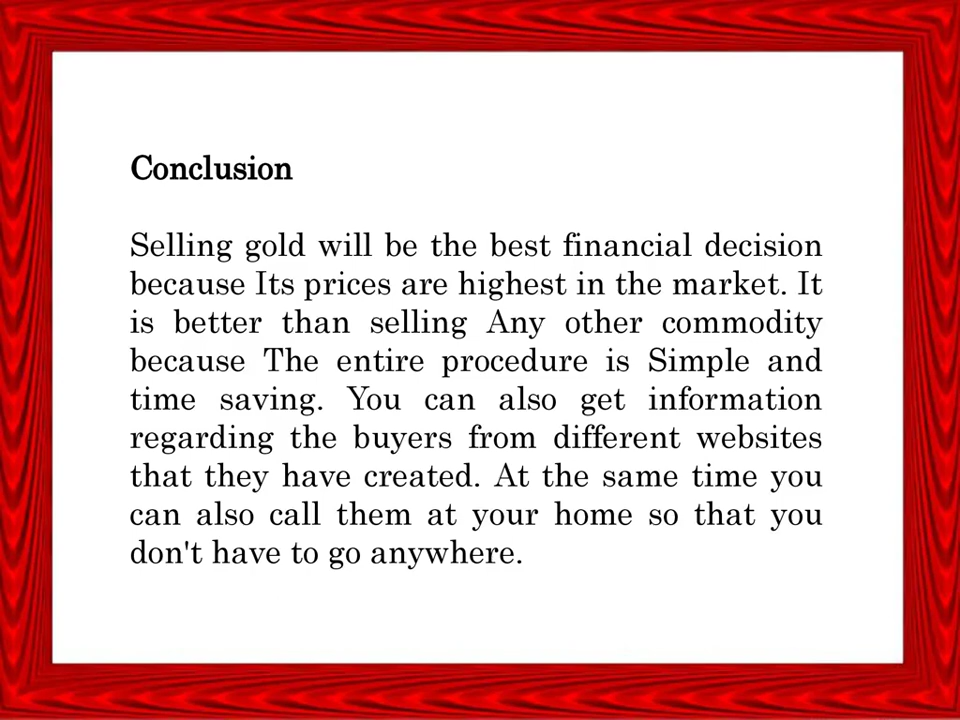 Conclusion
Selling gold will be the best financial decision
because Its prices are highest in the market. It
is better than selling Any other commodity
because The entire procedure is Simple and
time saving. You can also get information
regarding the buyers from different websites
that they have created. At the same time you
can also call them at your home so that you
don't have to go anywhere.